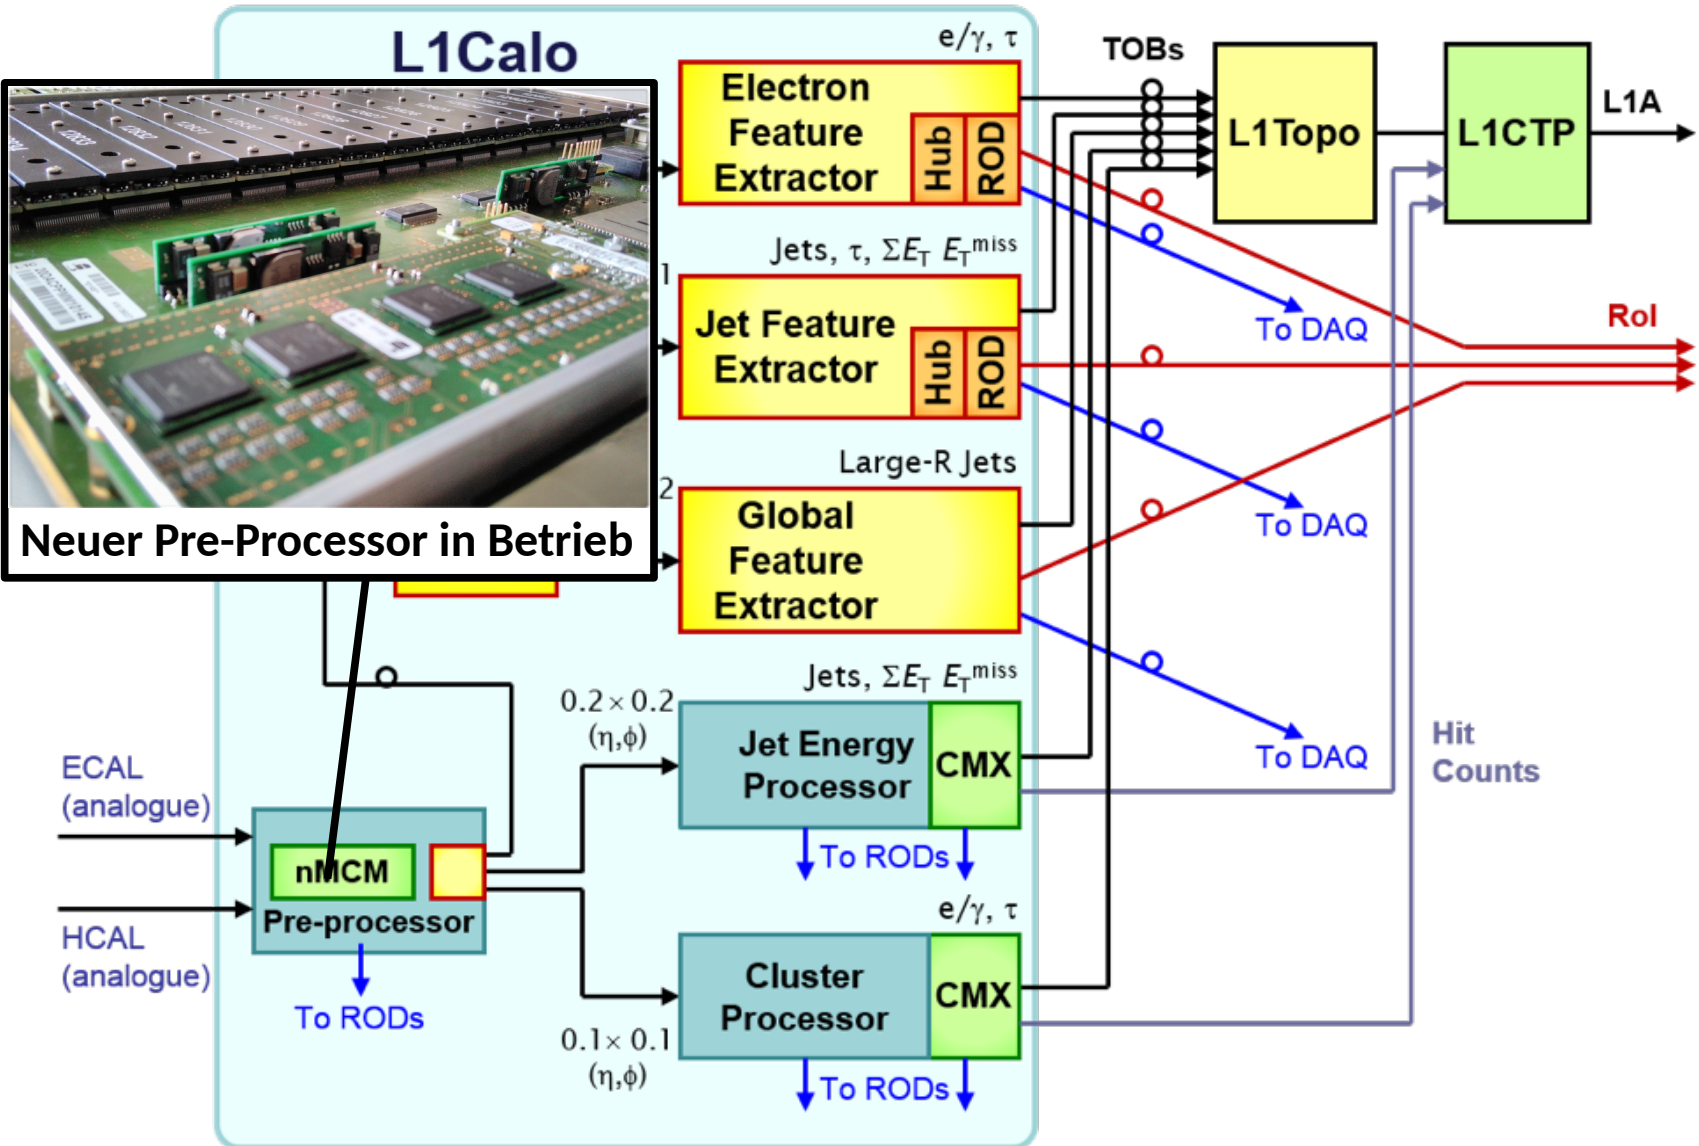 L1Calo
e/γ, τ
Electron
Feature
Extractor
Hub
ROD
TOBs
L1Topo
L1CTP
L1A
Jets, τ, ΣE_T E_T^miss
1
Jet Feature
Extractor
Hub
ROD
To DAQ
RoI
Large-R Jets
2
Global
Feature
Extractor
To DAQ
Neuer Pre-Processor in Betrieb
Jets, ΣE_T E_T^miss
0.2 × 0.2
(η,ϕ)
Jet Energy
Processor
CMX
To DAQ
Hit
Counts
To RODs
ECAL
(analogue)
nMCM
Pre-processor
HCAL
(analogue)
To RODs
e/γ, τ
Cluster
Processor
CMX
0.1 × 0.1
(η,ϕ)
To RODs